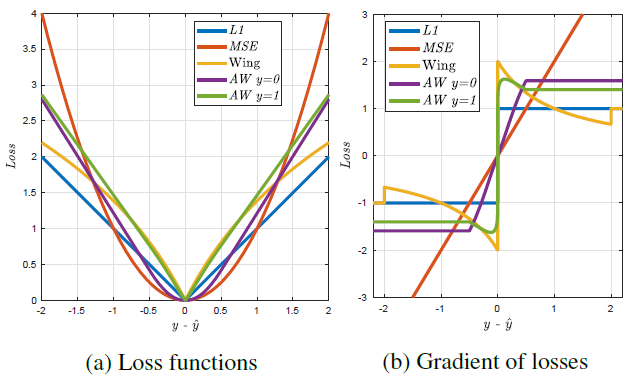 4
3.5
3
2.5
2
1.5
1
0.5
0
-2
-1.5
-1
-0.5
0
0.5
1
1.5
2
Loss
y - ŷ
L1
MSE
Wing
AW y=0
AW y=1
(a) Loss functions
3
2
1
0
-1
-2
-3
-2
-1
0
1
2
Loss
y - ŷ
L1
MSE
Wing
AW y=0
AW y=1
(b) Gradient of losses